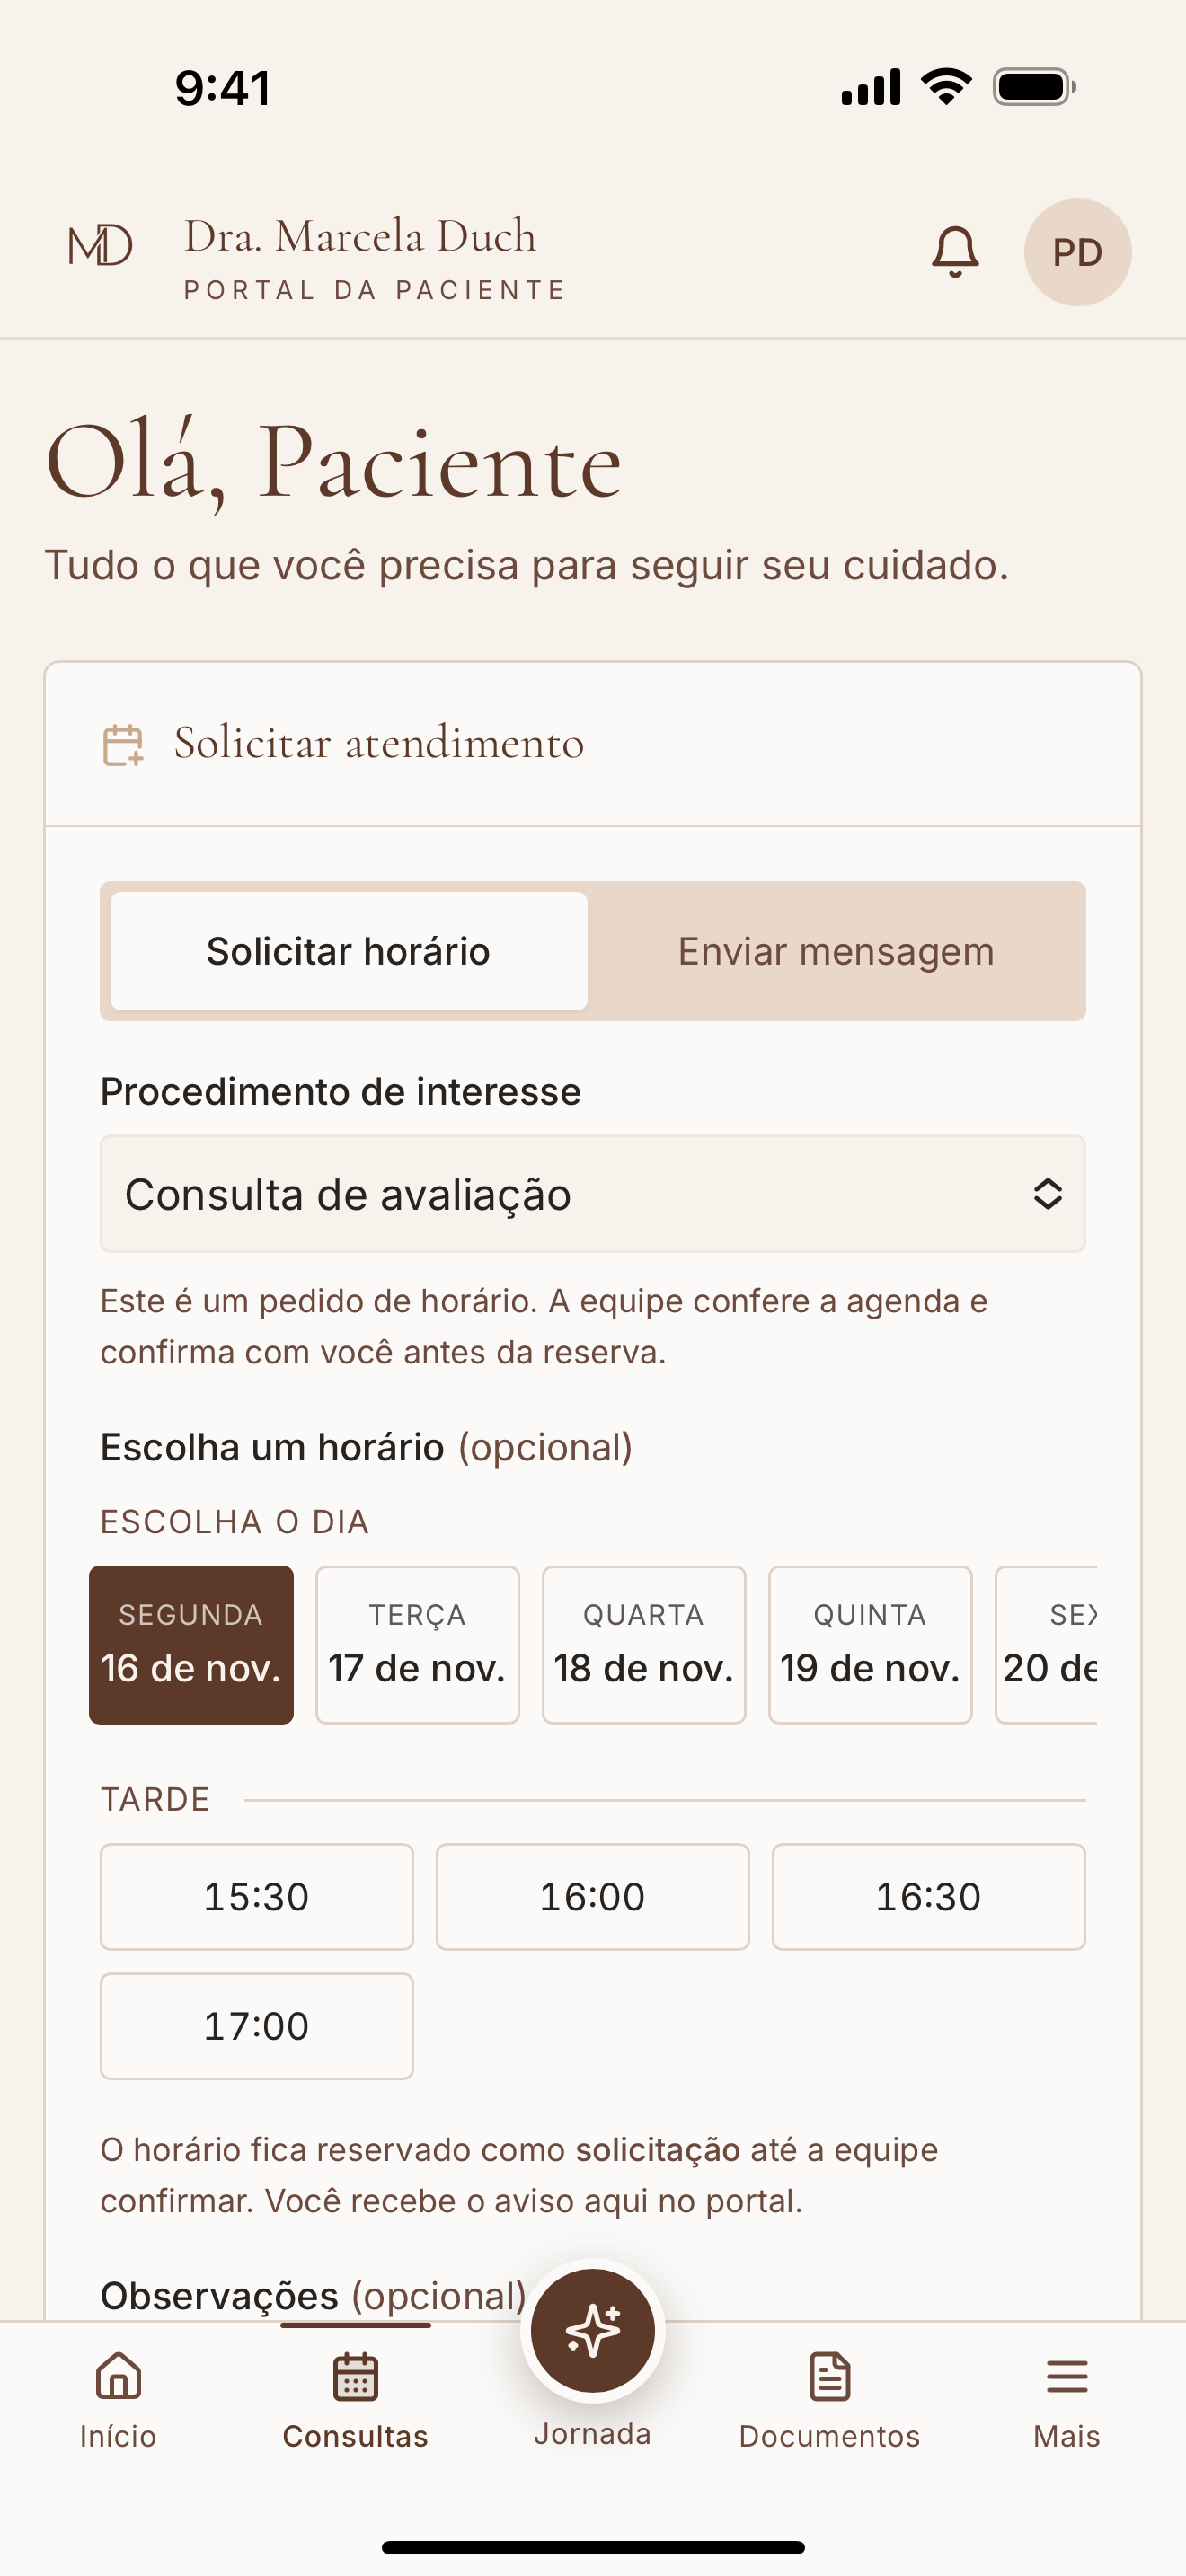 9:41
MD
Dra. Marcela Duch
PORTAL DA PACIENTE
PD
Olá, Paciente
Tudo o que você precisa para seguir seu cuidado.
Solicitar atendimento
Solicitar horário
Enviar mensagem
Procedimento de interesse
Consulta de avaliação
Este é um pedido de horário. A equipe confere a agenda e
confirma com você antes da reserva.
Escolha um horário (opcional)
ESCOLHA O DIA
SEGUNDA
16 de nov.
TERÇA
17 de nov.
QUARTA
18 de nov.
QUINTA
19 de nov.
SEX
20 de
TARDE
15:30
16:00
16:30
17:00
O horário fica reservado como solicitação até a equipe
confirmar. Você recebe o aviso aqui no portal.
Observações (opcional)
Início
Consultas
Jornada
Documentos
Mais